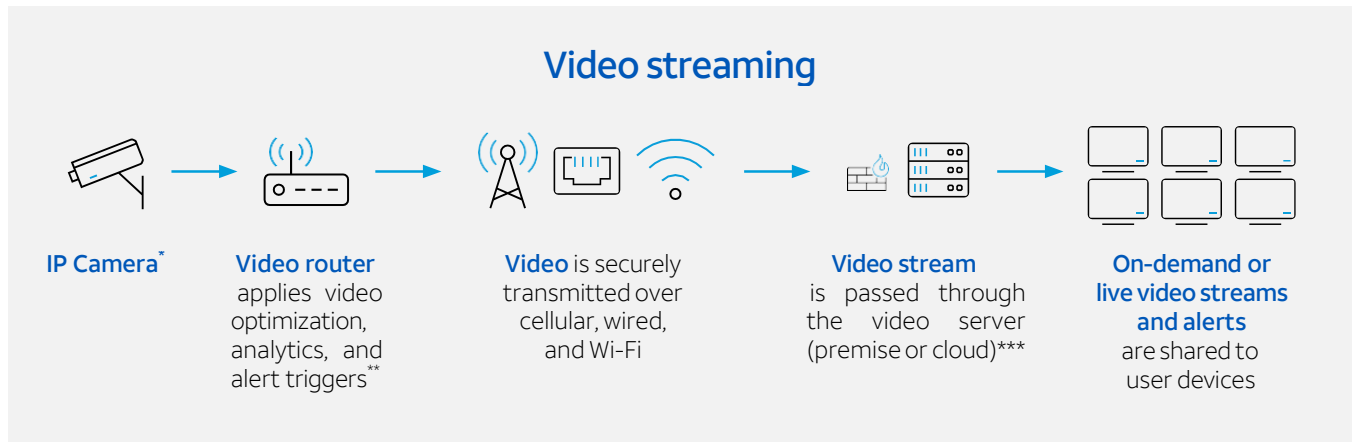 Video streaming
IP Camera*
Video router
applies video
optimization,
analytics, and
alert triggers**
Video is securely
transmitted over
cellular, wired,
and Wi-Fi
Video stream
is passed through
the video server
(premise or cloud)***
On-demand or
live video streams
and alerts
are shared to
user devices